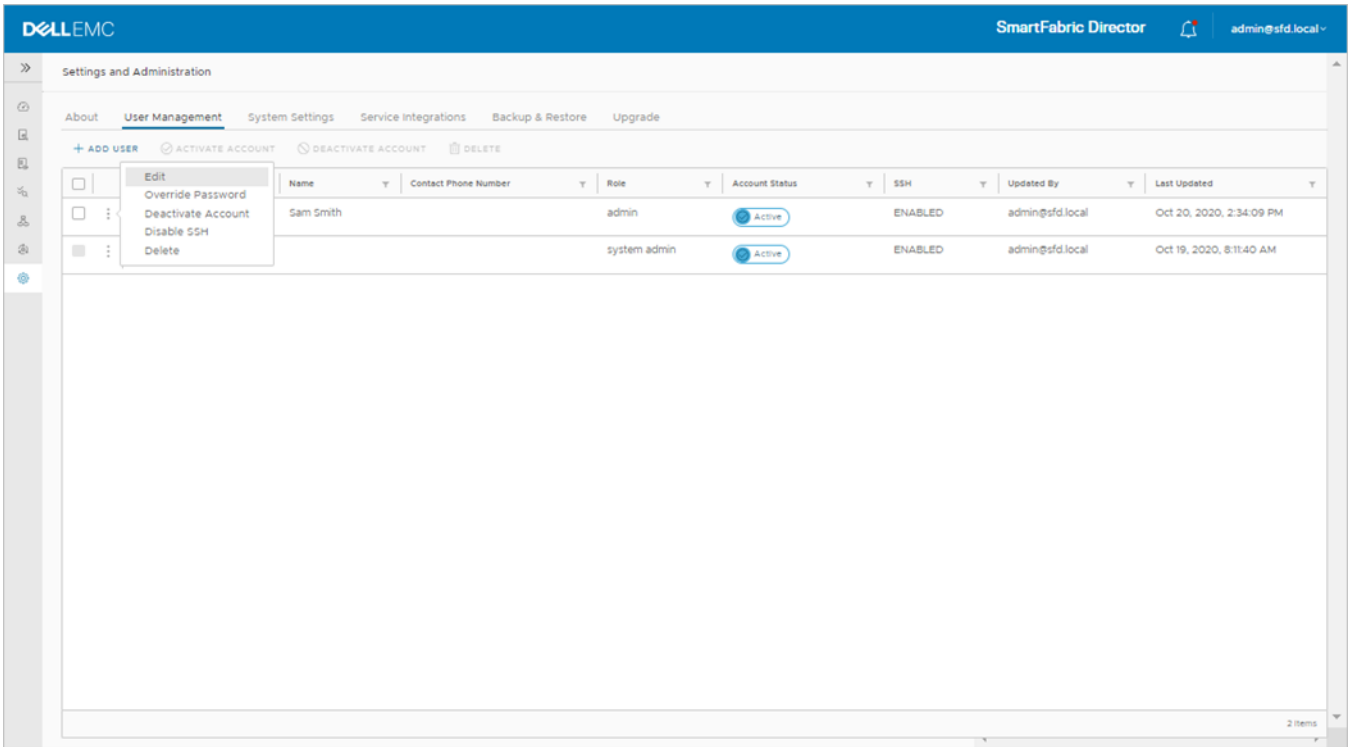 DELLEMC SmartFabric Director admin@sfd.local
Settings and Administration
About User Management System Settings Service Integrations Backup & Restore Upgrade
+ ADD USER ACTIVATE ACCOUNT DEACTIVATE ACCOUNT DELETE
Edit
Override Password
Deactivate Account
Disable SSH
Delete
Name Contact Phone Number Role Account Status SSH Updated By Last Updated
Sam Smith admin Active ENABLED admin@sfd.local Oct 20, 2020, 2:34:09 PM
system admin Active ENABLED admin@sfd.local Oct 19, 2020, 8:11:40 AM
2 items